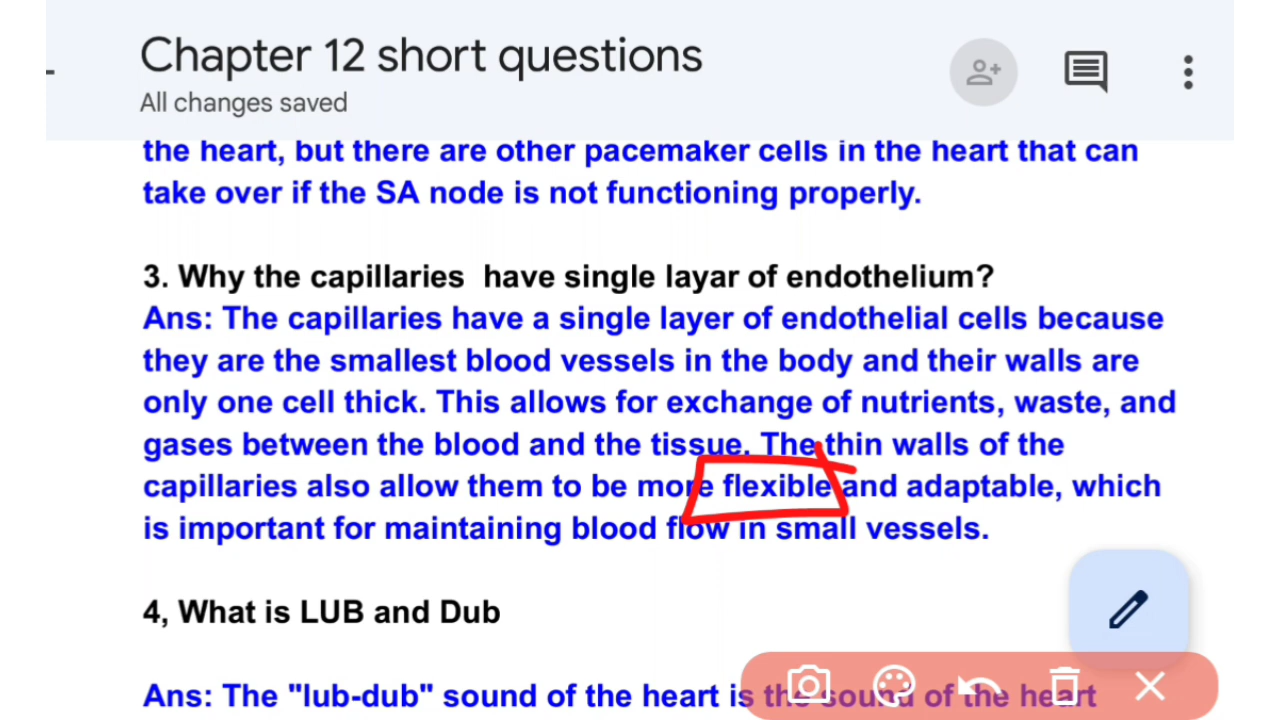 Chapter 12 short questions
All changes saved
the heart, but there are other pacemaker cells in the heart that can
take over if the SA node is not functioning properly.
3. Why the capillaries  have single layar of endothelium?
Ans: The capillaries have a single layer of endothelial cells because
they are the smallest blood vessels in the body and their walls are
only one cell thick. This allows for exchange of nutrients, waste, and
gases between the blood and the tissue. The thin walls of the
capillaries also allow them to be more flexible and adaptable, which
is important for maintaining blood flow in small vessels.
4, What is LUB and Dub
Ans: The "lub-dub" sound of the heart is the sound of the heart